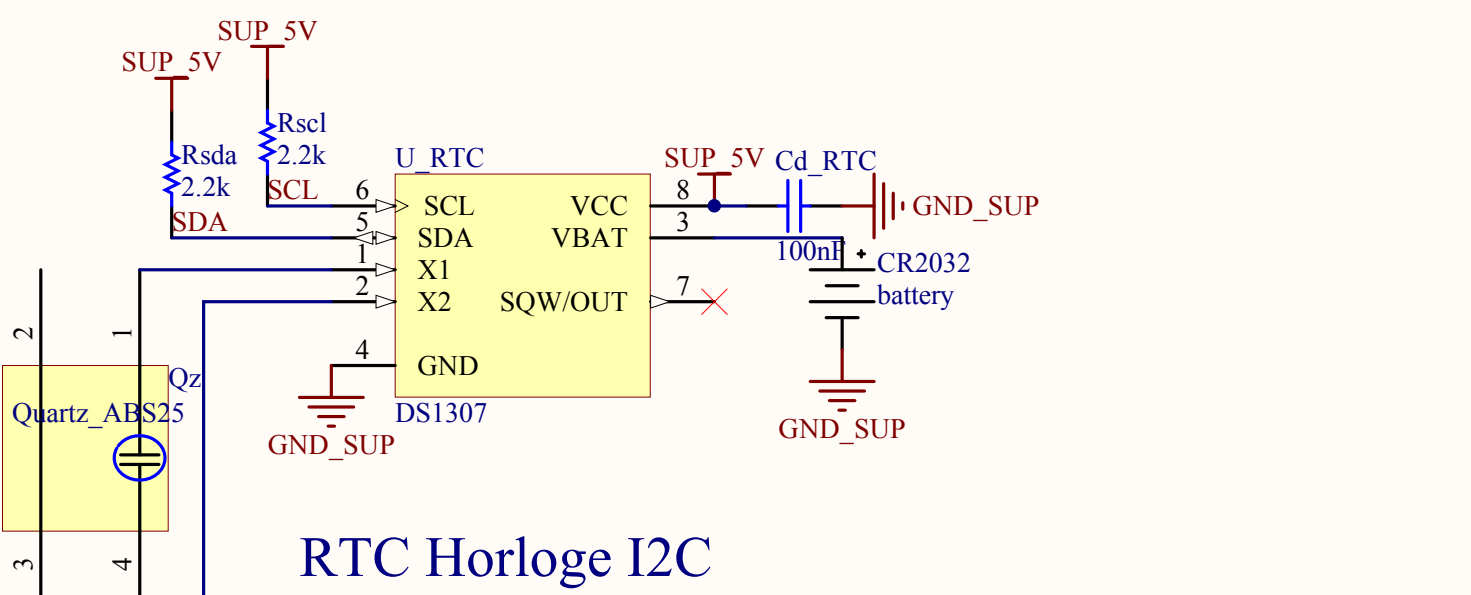 SUP_5V
SUP_5V
Rscl
2.2k
SCL
Rsda
2.2k
SDA
U_RTC
6
5
1
2
4
SCL
SDA
X1
X2
GND
VCC
VBAT
SQW/OUT
8
3
7
DS1307
GND_SUP
SUP_5V
Cd_RTC
100nF
GND_SUP
CR2032
battery
GND_SUP
2
1
Qz
Quartz_ABS25
3
4
RTC Horloge I2C